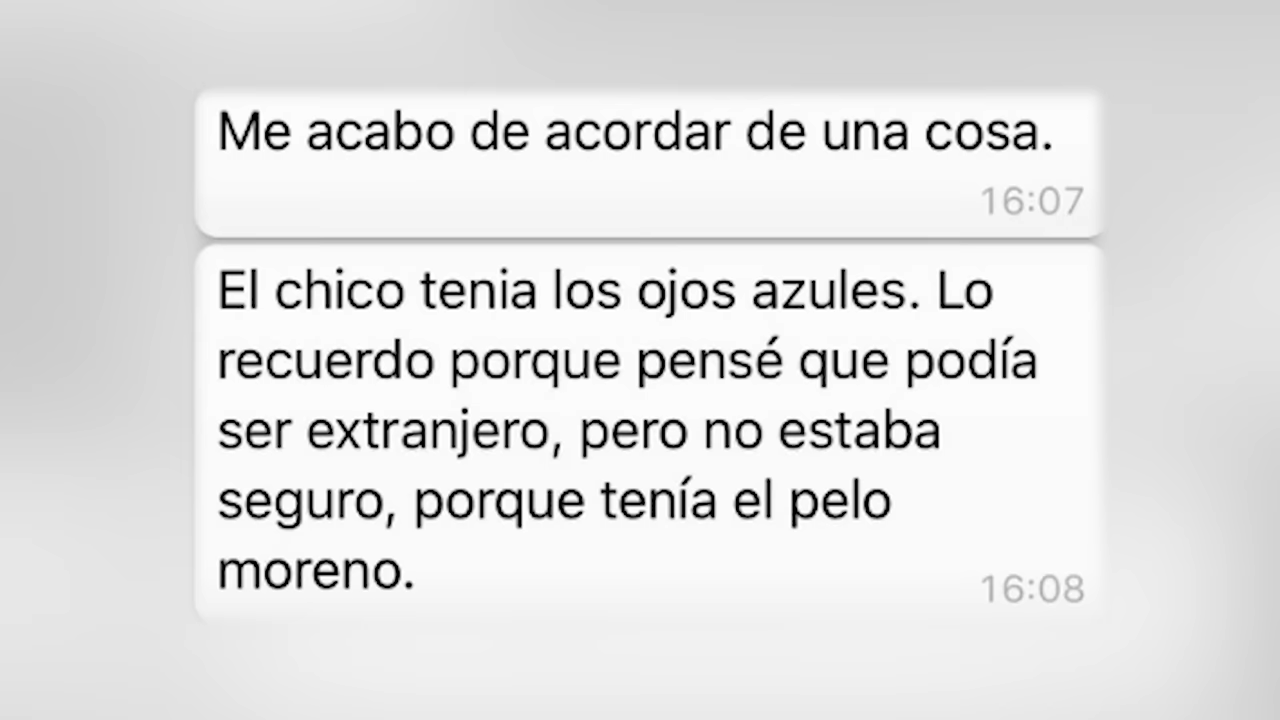 Me acabo de acordar de una cosa.
16:07
El chico tenia los ojos azules. Lo
recuerdo porque pensé que podía
ser extranjero, pero no estaba
seguro, porque tenía el pelo
moreno.
16:08